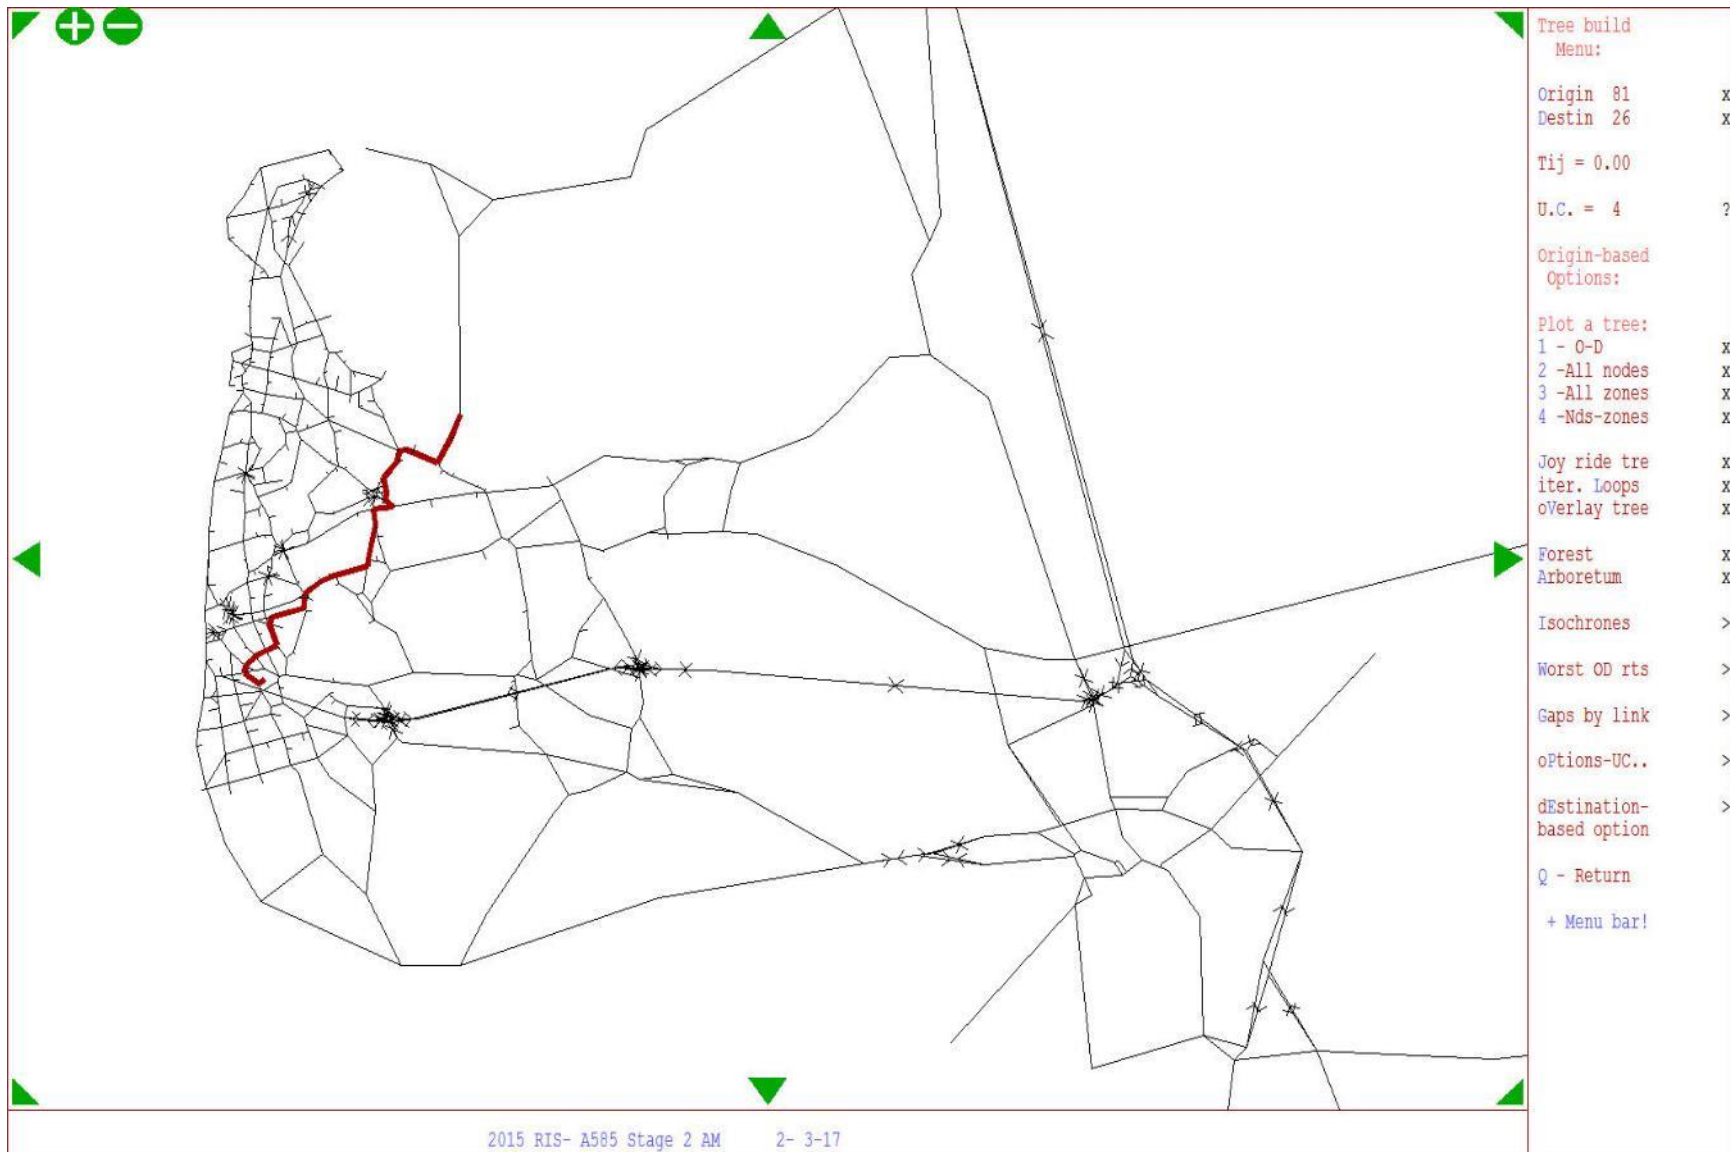 Tree build
Menu:
Origin 81 x
Destin 26 x
Tij = 0.00
U.C. = 4 ?
Origin-based
Options:
Plot a tree:
1 - O-D x
2 -All nodes x
3 -All zones x
4 -Nds-zones x
Joy ride tre x
iter. Loops x
oVerlay tree x
Forest x
Arboretum x
Isochrones >
Worst OD rts >
Gaps by link >
oPtions-UC.. >
dEstination- >
based option
Q - Return
+ Menu bar!
2015 RIS- A585 Stage 2 AM 2- 3-17